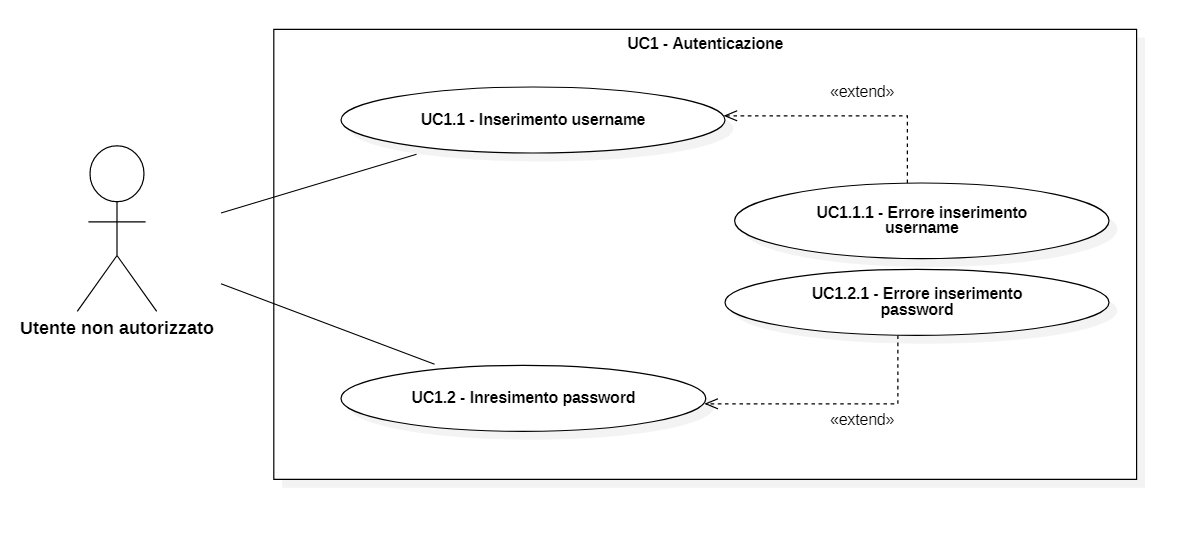 UC1 - Autenticazione
«extend»
UC1.1 - Inserimento username
UC1.1.1 - Errore inserimento
username
UC1.2.1 - Errore inserimento
password
Utente non autorizzato
UC1.2 - Inresimento password
«extend»